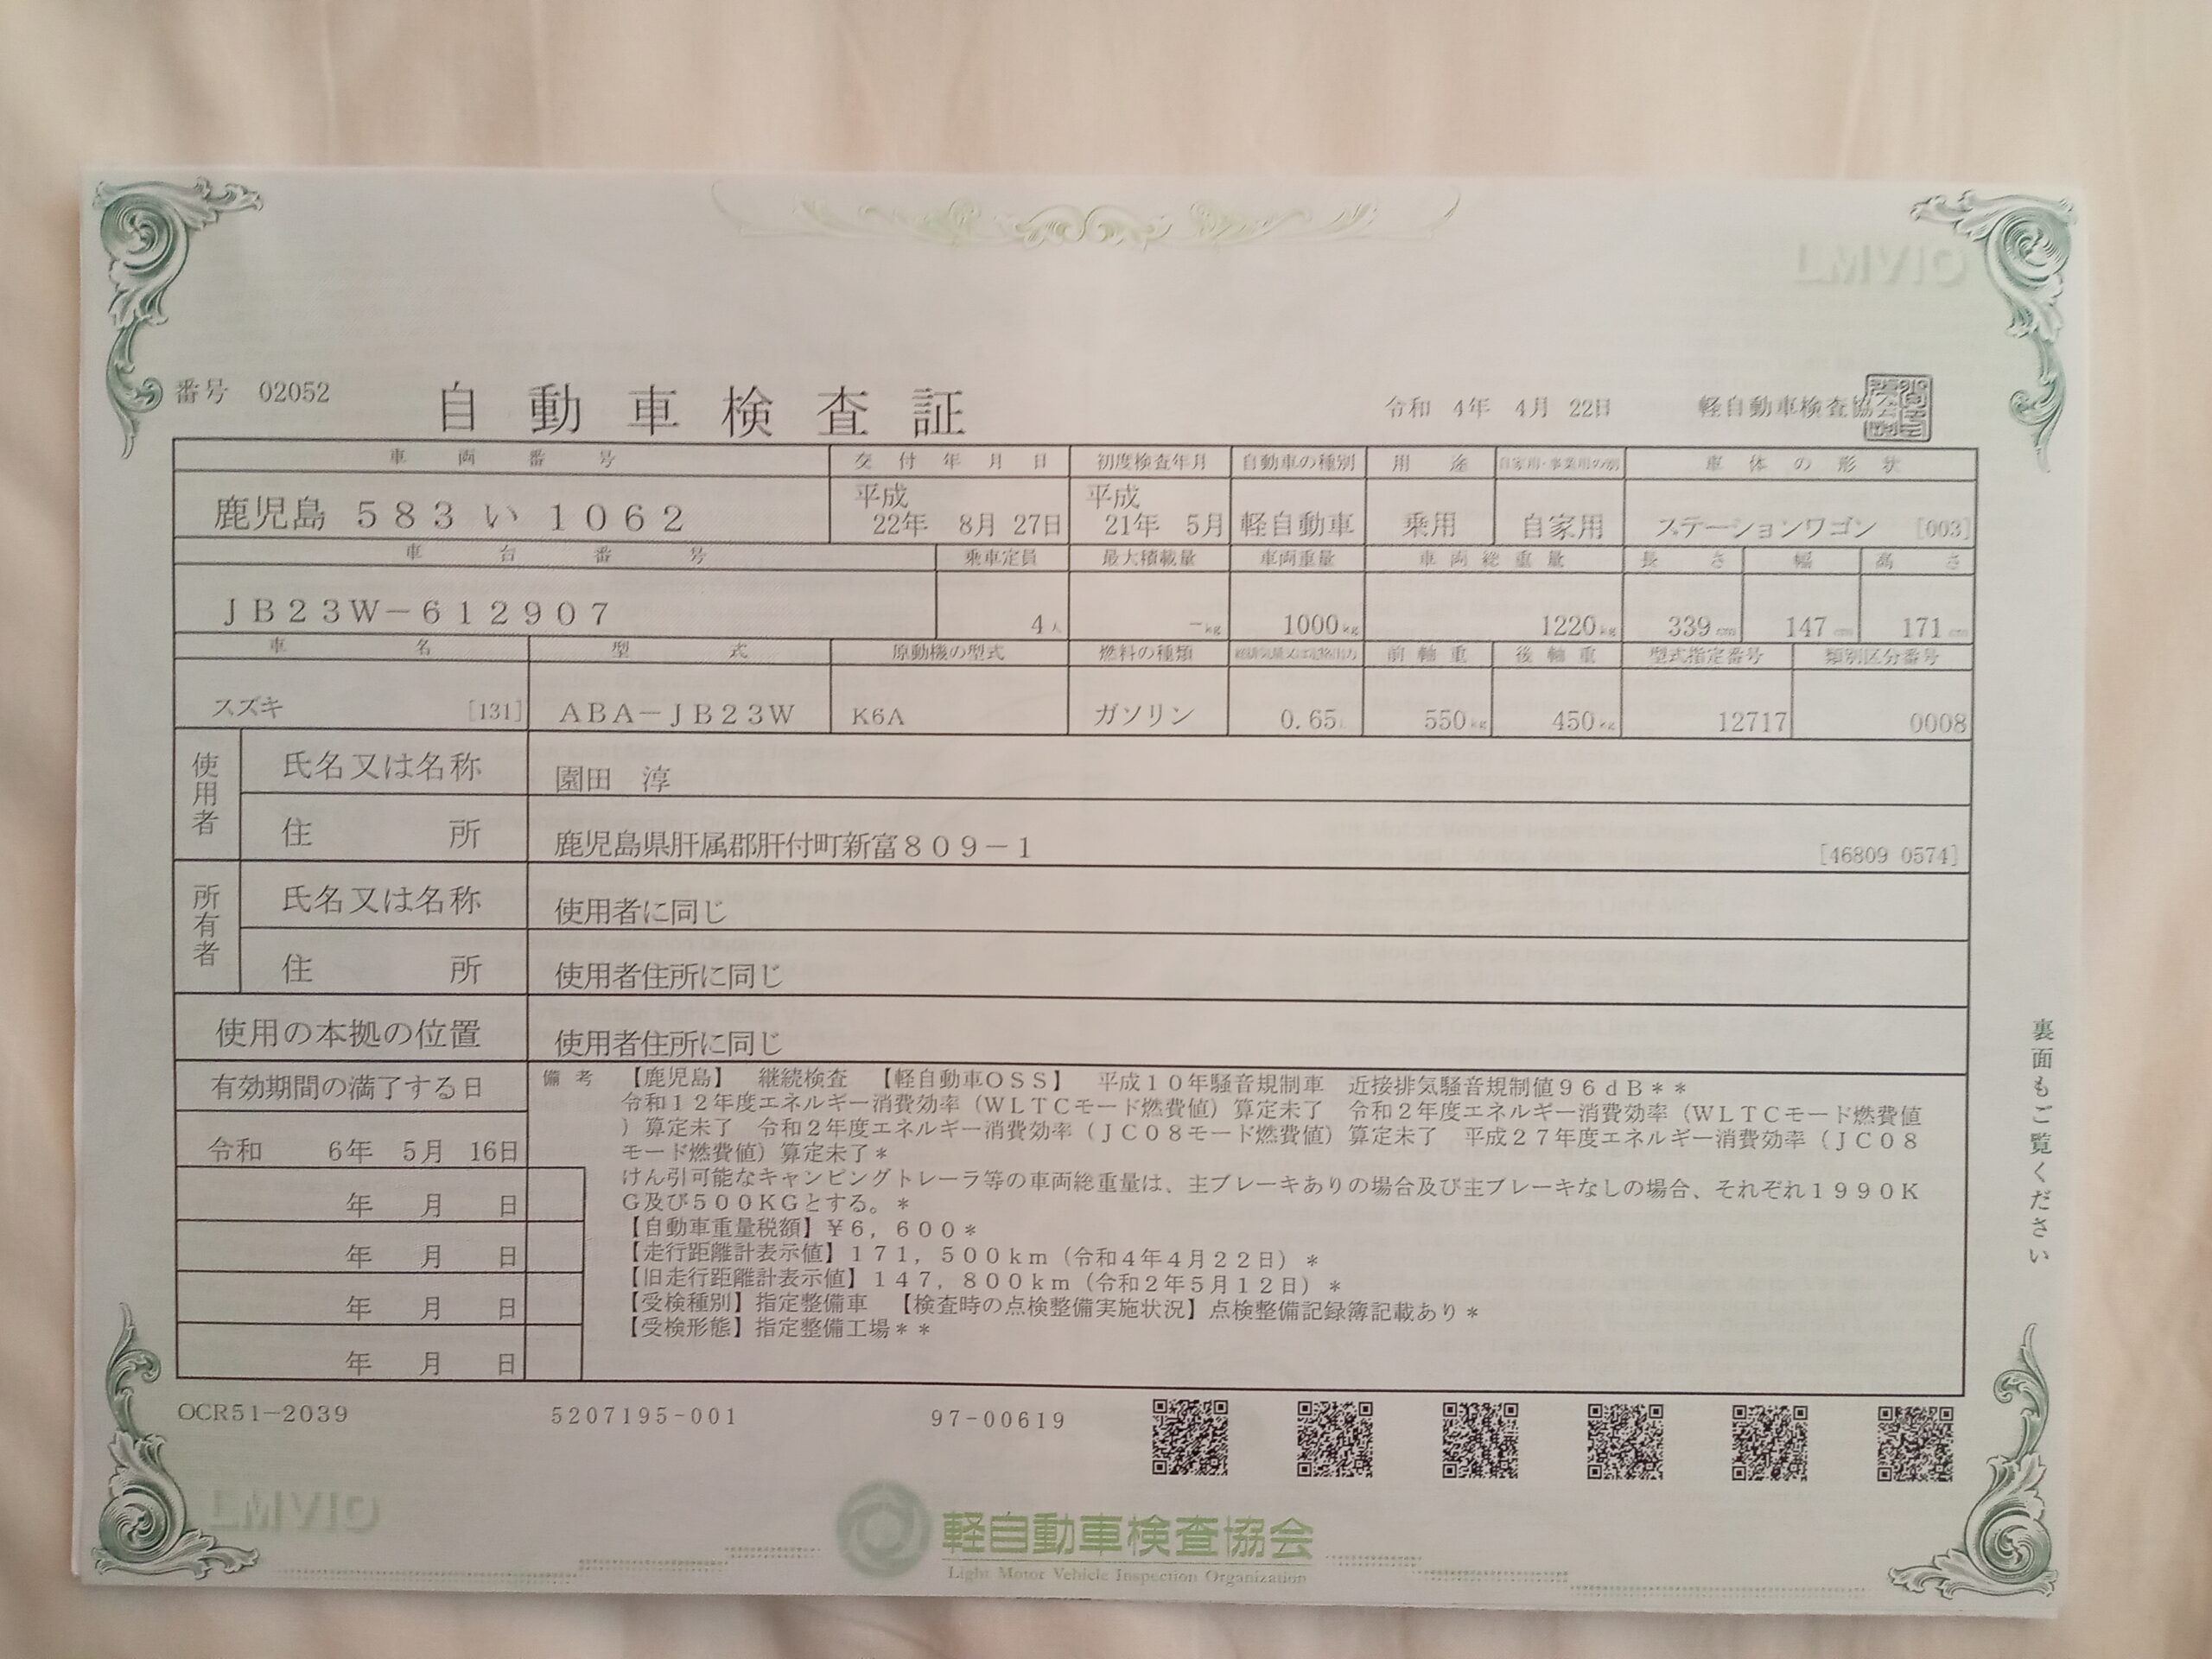 LMVIO
番号 02052 自動車検査証 令和 4年 4月 22日 軽自動車検査協会
車両番号 交付年月日 初度検査年月 自動車の種別 用途 自家用・事業用の別 車体の形状
鹿児島 583 い 1062 平成22年 8月 27日 平成21年 5月 軽自動車 乗用 自家用 ステーションワゴン [003]
車台番号 乗車定員 最大積載量 車両重量 車両総重量 長さ 幅 高さ
JB23W-612907 4人 -kg 1000kg 1220kg 339cm 147cm 171cm
車名 型式 原動機の型式 燃料の種類 総排気量又は定格出力 前軸重 後軸重 型式指定番号 類別区分番号
スズキ [131] ABA-JB23W K6A ガソリン 0.65L 550kg 450kg 12717 0008
使用者 氏名又は名称 園田 淳
住所 鹿児島県肝属郡肝付町新富809-1 [46809 0574]
所有者 氏名又は名称 使用者に同じ
住所 使用者住所に同じ
使用の本拠の位置 使用者住所に同じ
有効期間の満了する日
令和 6年 5月 16日
年 月 日
年 月 日
年 月 日
年 月 日
備考 【鹿児島】 継続検査 【軽自動車OSS】 平成10年騒音規制車 近接排気騒音規制値96dB**
令和12年度エネルギー消費効率(WLTCモード燃費値)算定未了 令和2年度エネルギー消費効率(WLTCモード燃費値
)算定未了 令和2年度エネルギー消費効率(JC08モード燃費値)算定未了 平成27年度エネルギー消費効率(JC08
モード燃費値)算定未了*
けん引可能なキャンピングトレーラ等の車両総重量は、主ブレーキありの場合及び主ブレーキなしの場合、それぞれ1990K
G及び500KGとする。*
【自動車重量税額】¥6,600*
【走行距離計表示値】171,500km(令和4年4月22日)*
【旧走行距離計表示値】147,800km(令和2年5月12日)*
【受検種別】指定整備車 【検査時の点検整備実施状況】点検整備記録簿記載あり*
【受検形態】指定整備工場**
裏面もご覧ください
OCR51-2039 5207195-001 97-00619
LMVIO
軽自動車検査協会
Light Motor Vehicle Inspection Organization